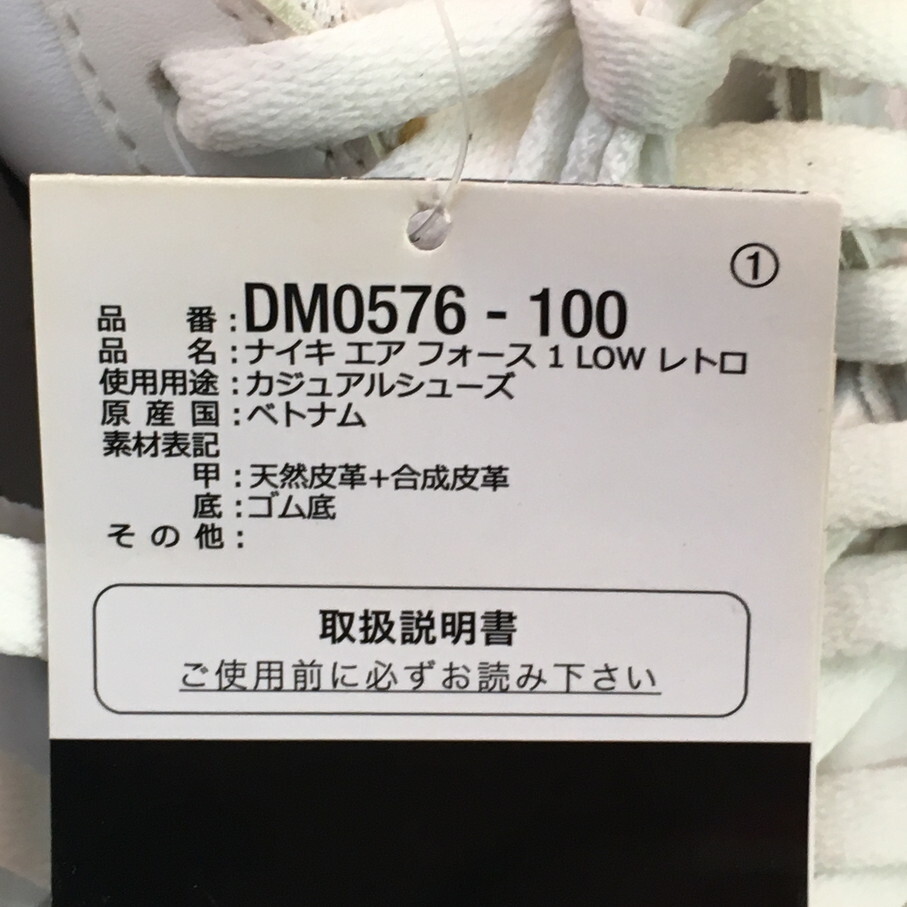 ①
品 番:DM0576 - 100
品 名:ナイキ エア フォース 1 LOW レトロ
使用用途:カジュアルシューズ
原産国:ベトナム
素材表記
甲:天然皮革+合成皮革
底:ゴム底
その他:
取扱説明書
ご使用前に必ずお読み下さい